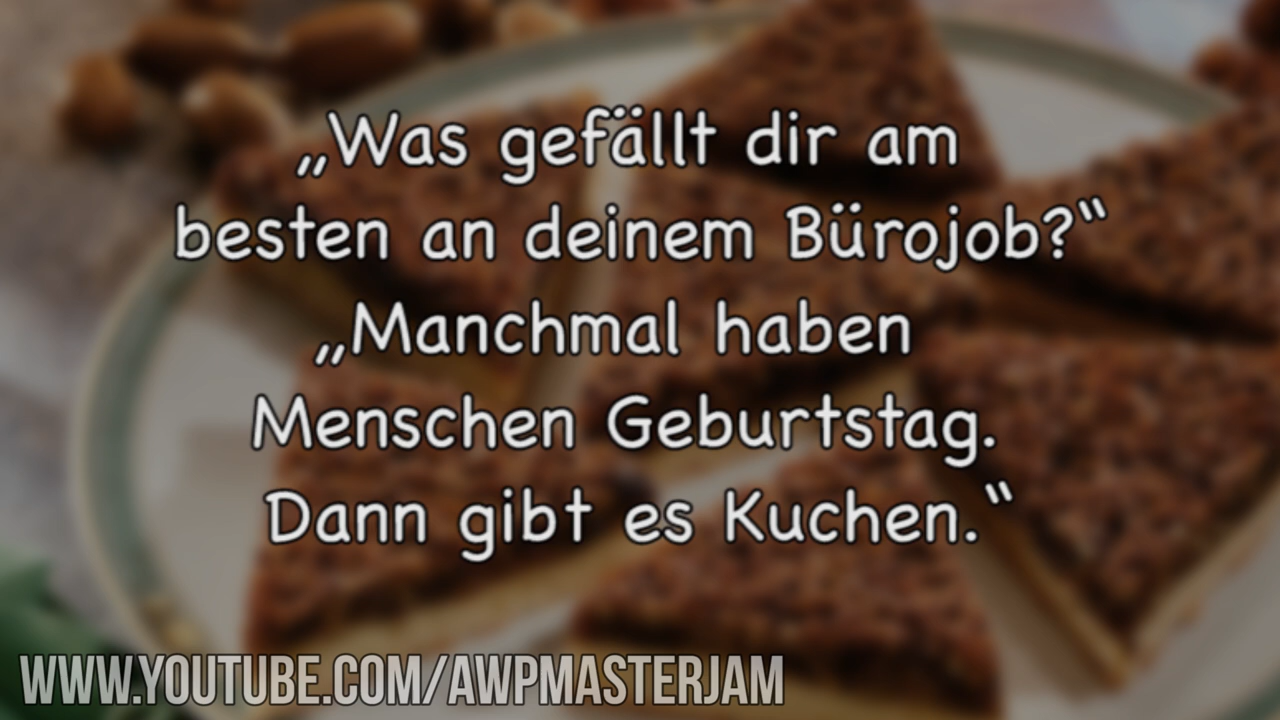 „Was gefällt dir am
besten an deinem Bürojob?“
„Manchmal haben
Menschen Geburtstag.
Dann gibt es Kuchen.“
WWW.YOUTUBE.COM/AWPMASTERJAM